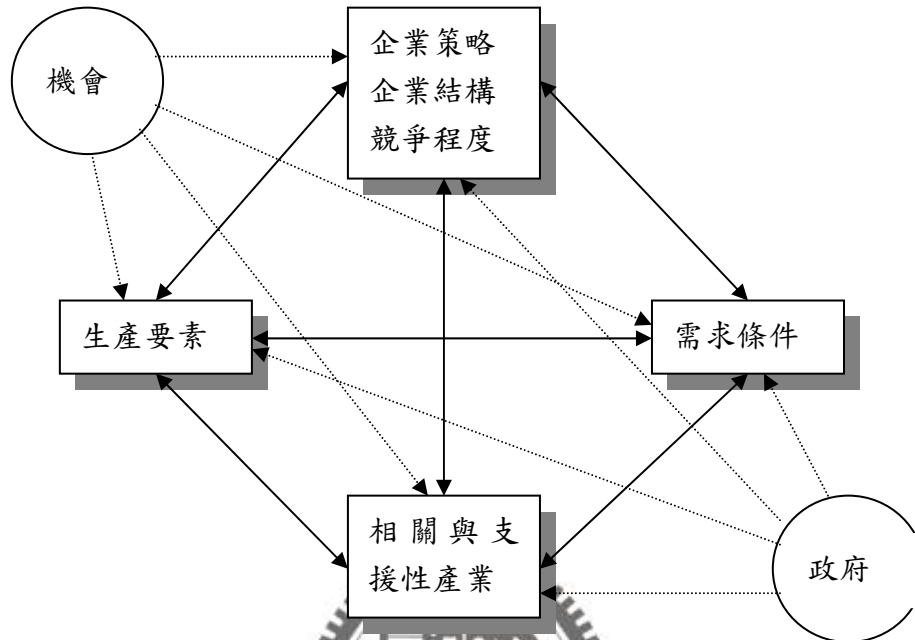 機會
企業策略
企業結構
競爭程度
生產要素
需求條件
相關與支
援性產業
政府